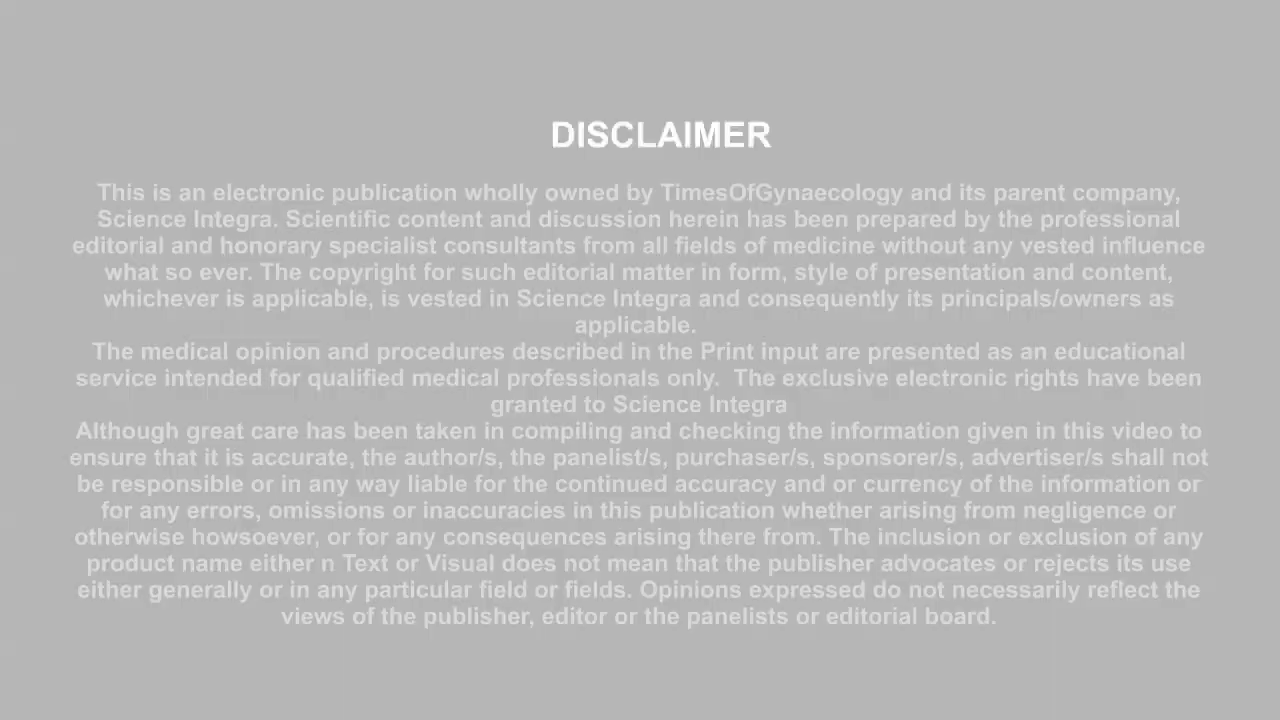 DISCLAIMER
This is an electronic publication wholly owned by TimesOfGynaecology and its parent company,
Science Integra. Scientific content and discussion herein has been prepared by the professional
editorial and honorary specialist consultants from all fields of medicine without any vested influence
what so ever. The copyright for such editorial matter in form, style of presentation and content,
whichever is applicable, is vested in Science Integra and consequently its principals/owners as
applicable.
The medical opinion and procedures described in the Print input are presented as an educational
service intended for qualified medical professionals only.  The exclusive electronic rights have been
granted to Science Integra
Although great care has been taken in compiling and checking the information given in this video to
ensure that it is accurate, the author/s, the panelist/s, purchaser/s, sponsorer/s, advertiser/s shall not
be responsible or in any way liable for the continued accuracy and or currency of the information or
for any errors, omissions or inaccuracies in this publication whether arising from negligence or
otherwise howsoever, or for any consequences arising there from. The inclusion or exclusion of any
product name either n Text or Visual does not mean that the publisher advocates or rejects its use
either generally or in any particular field or fields. Opinions expressed do not necessarily reflect the
views of the publisher, editor or the panelists or editorial board.